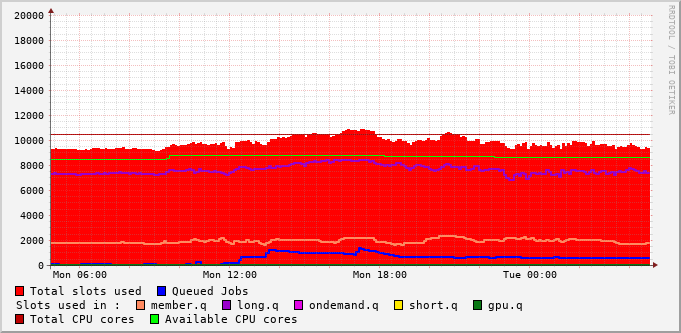 RRDTOOL / TOBI OETIKER
20000
18000
16000
14000
12000
10000
8000
6000
4000
2000
0
Mon 06:00 Mon 12:00 Mon 18:00 Tue 00:00
Total slots used Queued Jobs
Slots used in : member.q long.q ondemand.q short.q gpu.q
Total CPU cores Available CPU cores